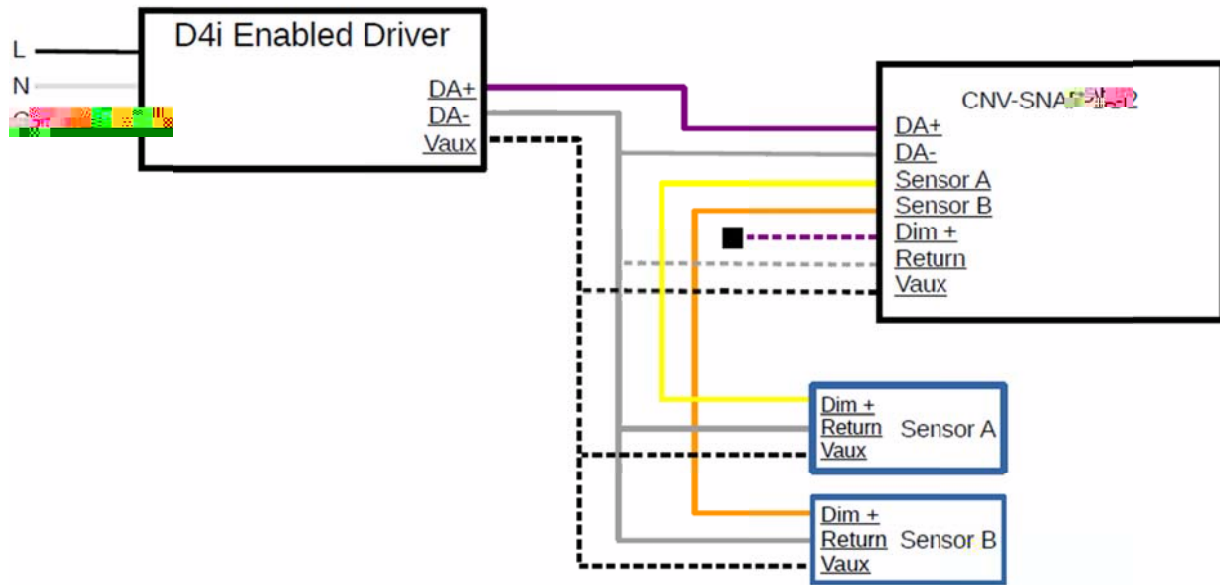 D4i Enabled Driver
L
N
DA+
DA-
Vaux
DA+
DA-
Sensor A
Sensor B
Dim +
Return
Vaux
Dim +
Return
Vaux
Sensor A
Dim +
Return
Vaux
Sensor B